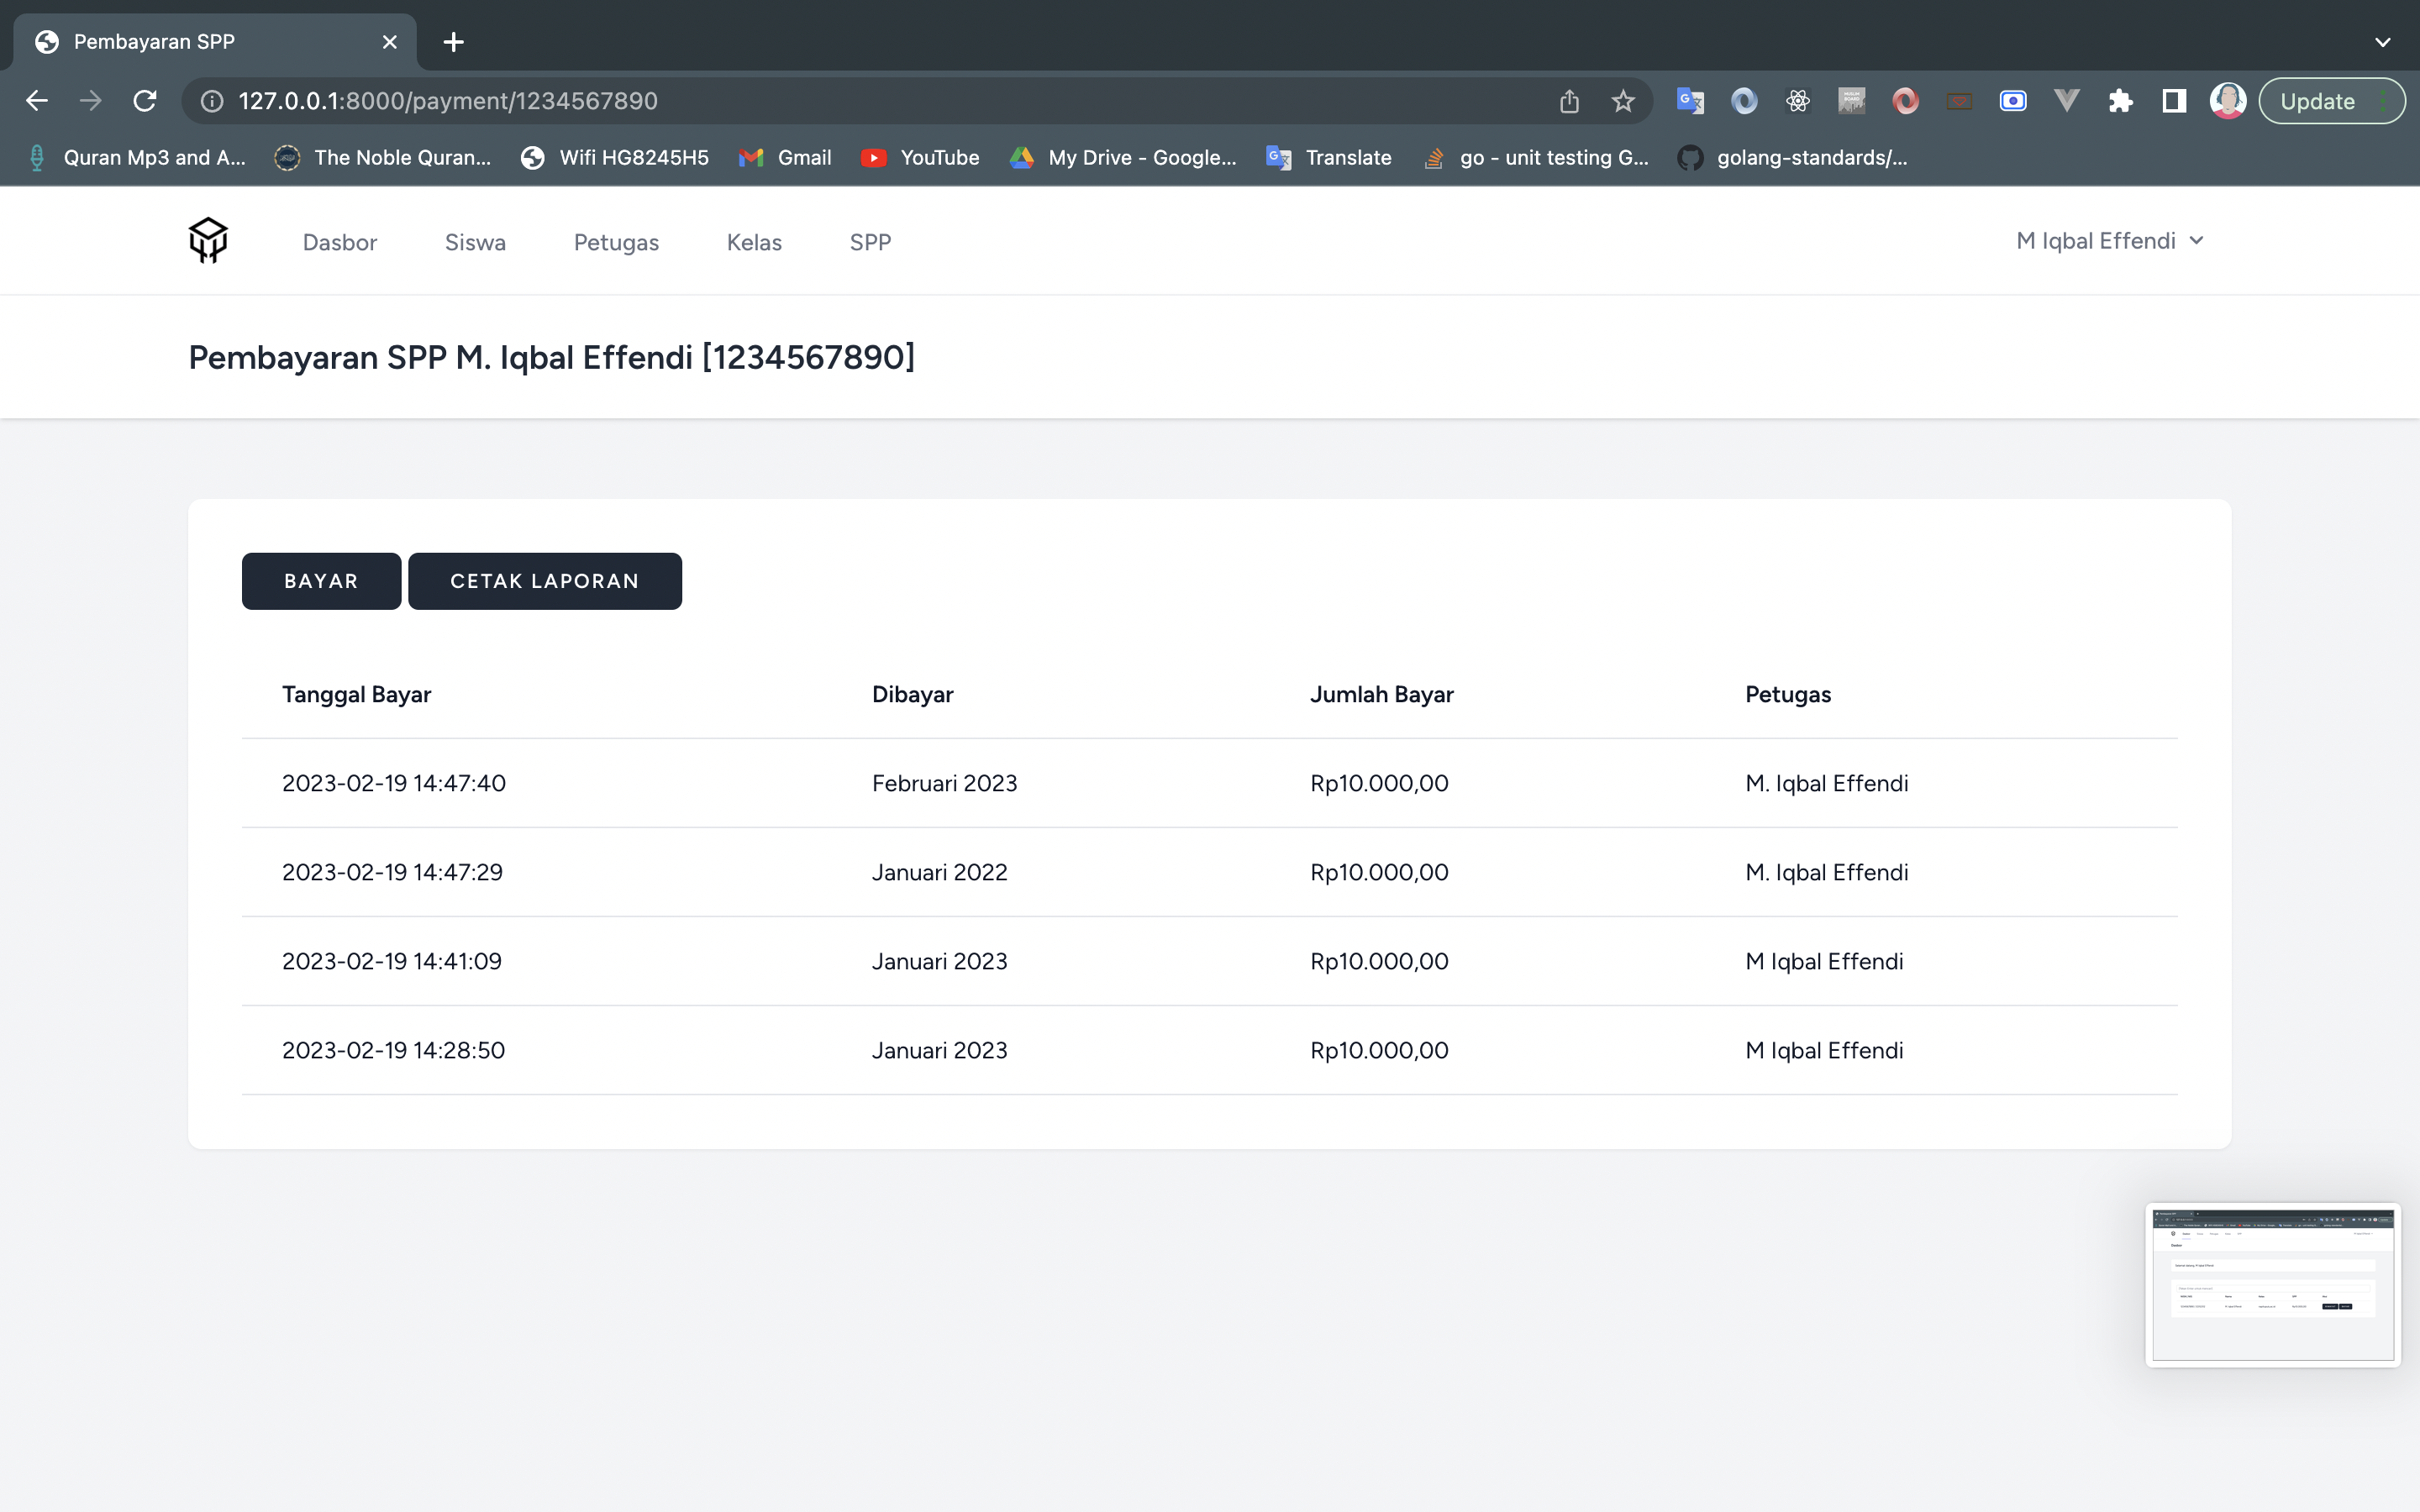 Pembayaran SPP
127.0.0.1:8000/payment/1234567890
Update
Quran Mp3 and A... The Noble Quran... Wifi HG8245H5 Gmail YouTube My Drive - Google... Translate go - unit testing G... golang-standards/...
Dasbor Siswa Petugas Kelas SPP M Iqbal Effendi
Pembayaran SPP M. Iqbal Effendi [1234567890]
BAYAR CETAK LAPORAN
Tanggal Bayar Dibayar Jumlah Bayar Petugas
2023-02-19 14:47:40 Februari 2023 Rp10.000,00 M. Iqbal Effendi
2023-02-19 14:47:29 Januari 2022 Rp10.000,00 M. Iqbal Effendi
2023-02-19 14:41:09 Januari 2023 Rp10.000,00 M Iqbal Effendi
2023-02-19 14:28:50 Januari 2023 Rp10.000,00 M Iqbal Effendi